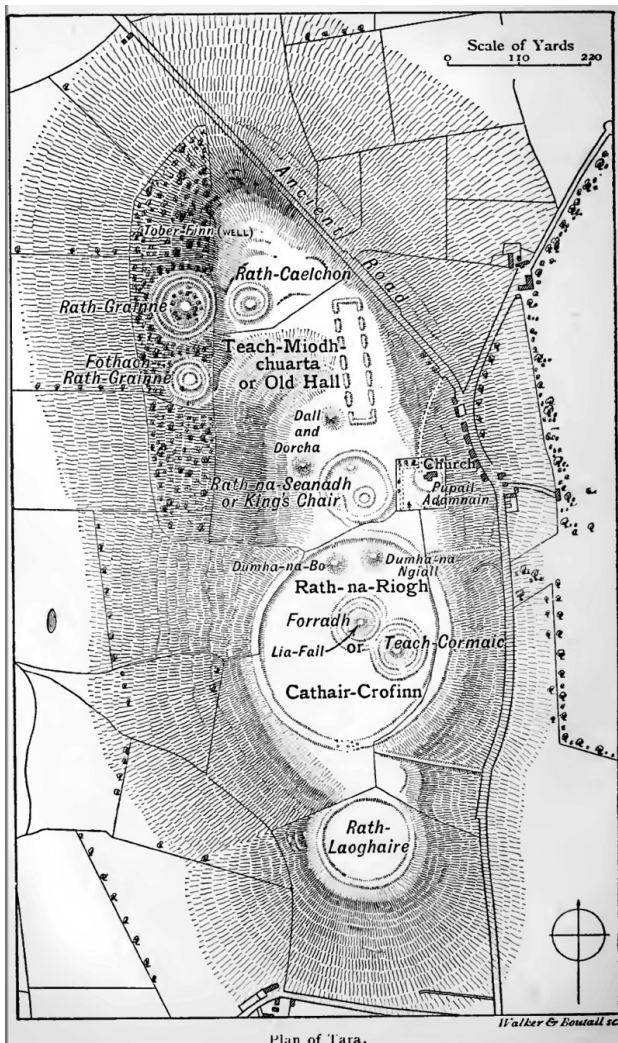 Scale of Yards
0 110 220
Ancient Road
Tober-Finn (WELL)
Rath-Caelchon
Rath-Grainne
Teach-Miodh-
chuarta
or Old Hall
Fothach-
Rath-Grainne
Dall
and
Dorcha
Church
Rath-na-Seanadh
or King's Chair
Pupail
Adamnain
Dumha-na-Bo
Dumha-na-
Ngiall
Rath-na-Riogh
Forradh
Lia-Fail
or
Teach-Cormaic
Cathair-Crofinn
Rath-
Laoghaire
Walker & Boutall sc.
Plan of Tara.